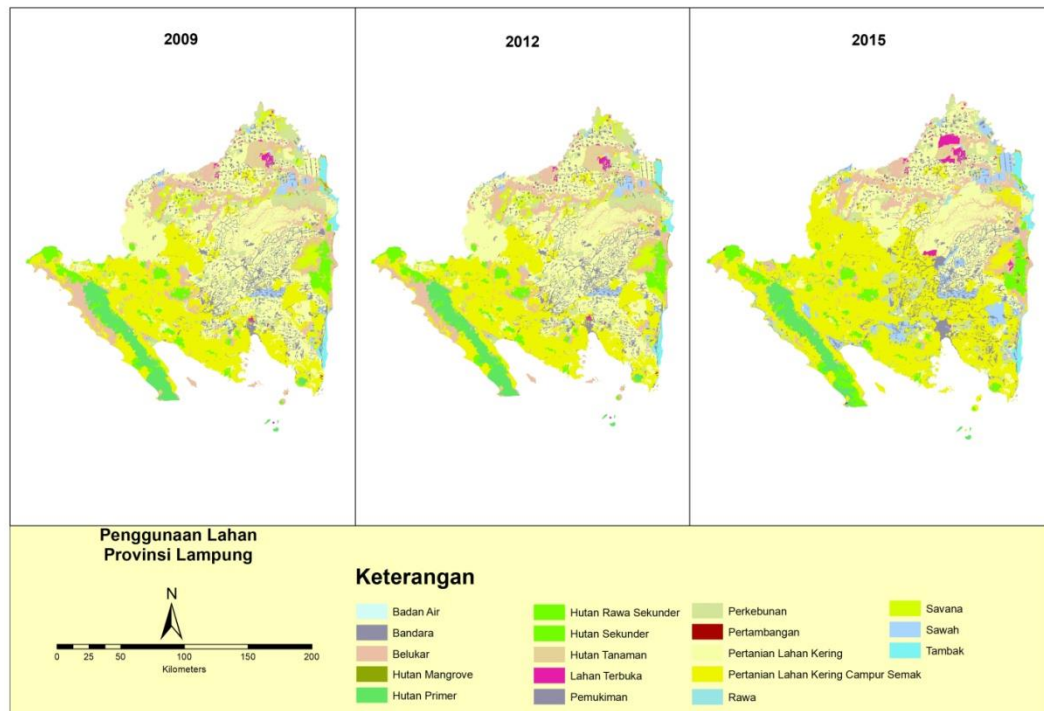 2009
2012
2015
Penggunaan Lahan
Provinsi Lampung
N
0 25 50 100 150 200
Kilometers
Keterangan
Badan Air
Bandara
Belukar
Hutan Mangrove
Hutan Primer
Hutan Rawa Sekunder
Hutan Sekunder
Hutan Tanaman
Lahan Terbuka
Pemukiman
Perkebunan
Pertambangan
Pertanian Lahan Kering
Pertanian Lahan Kering Campur Semak
Rawa
Savana
Sawah
Tambak